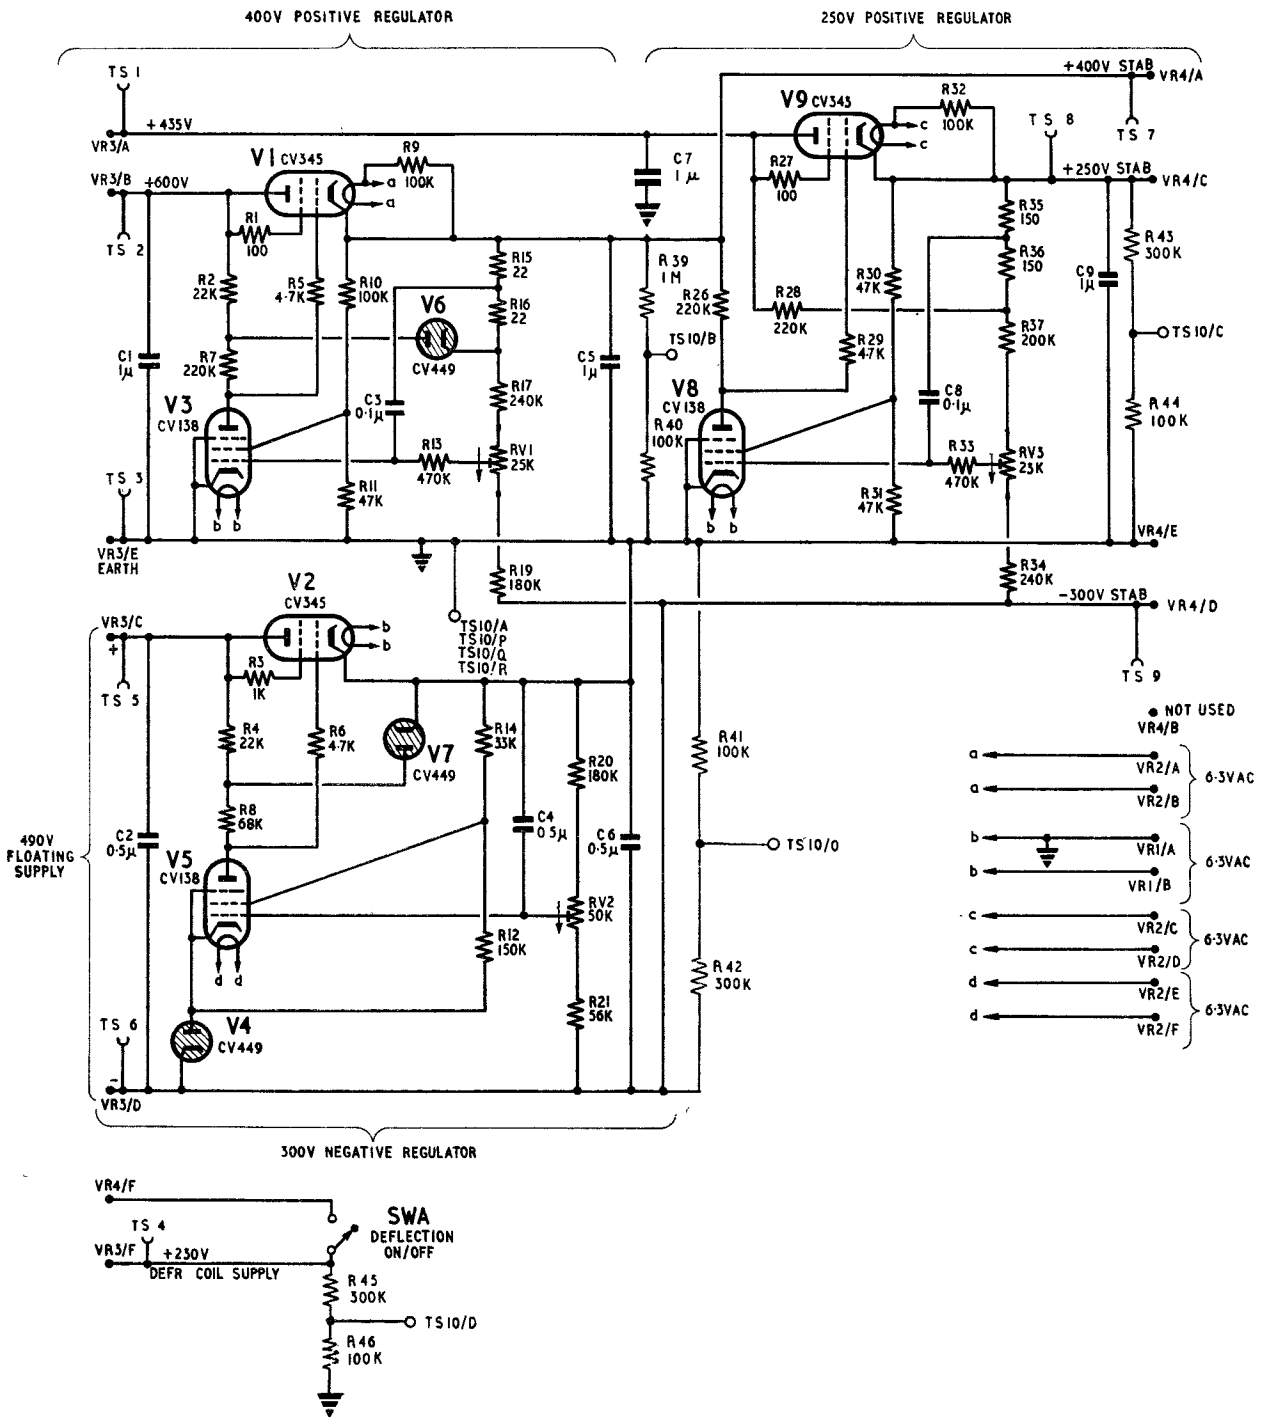 400V POSITIVE REGULATOR
250V POSITIVE REGULATOR
TS 1
+435V
VR3/A
V1 CV345
R9
100K
a
a
VR3/B
+600V
TS 2
R1
100
R2
22K
R5
4·7K
R10
100K
R15
22
R16
22
V6
CV449
C1
1µ
R7
220K
V3
CV138
C3
0·1µ
R17
240K
R13
470K
RV1
25K
R11
47K
b b
TS 3
VR3/E
EARTH
C5
1µ
C7
1µ
R39
1M
TS10/B
R40
100K
R19
180K
TS10/A
TS10/P
TS10/Q
TS10/R
+400V STAB
VR4/A
TS 7
V9 CV345
R32
100K
c
c
TS 8
R27
100
+250V STAB
VR4/C
R35
150
R36
150
R43
300K
R26
220K
R28
220K
R30
47K
C9
1µ
R37
200K
TS10/C
R29
4·7K
V8
CV138
C8
0·1µ
R44
100K
R33
470K
RV3
25K
R31
47K
b b
VR4/E
R34
240K
-300V STAB
VR4/D
TS 9
V2
CV345
b
b
VR3/C
+
TS 5
R3
1K
R4
22K
R6
4·7K
V7
CV449
R14
33K
R20
180K
R41
100K
490V
FLOATING
SUPPLY
C2
0·5µ
R8
68K
C4
0·5µ
C6
0·5µ
TS10/O
V5
CV138
RV2
50K
R12
150K
R42
300K
d d
R21
56K
V4
CV449
TS 6
-
VR3/D
300V NEGATIVE REGULATOR
NOT USED
VR4/B
a
VR2/A
a
VR2/B
6·3VAC
b
VR1/A
b
VR1/B
6·3VAC
c
VR2/C
c
VR2/D
6·3VAC
d
VR2/E
d
VR2/F
6·3VAC
VR4/F
SWA
DEFLECTION
ON/OFF
TS 4
VR3/F
+230V
DEFR COIL SUPPLY
R45
300K
TS10/D
R46
100K